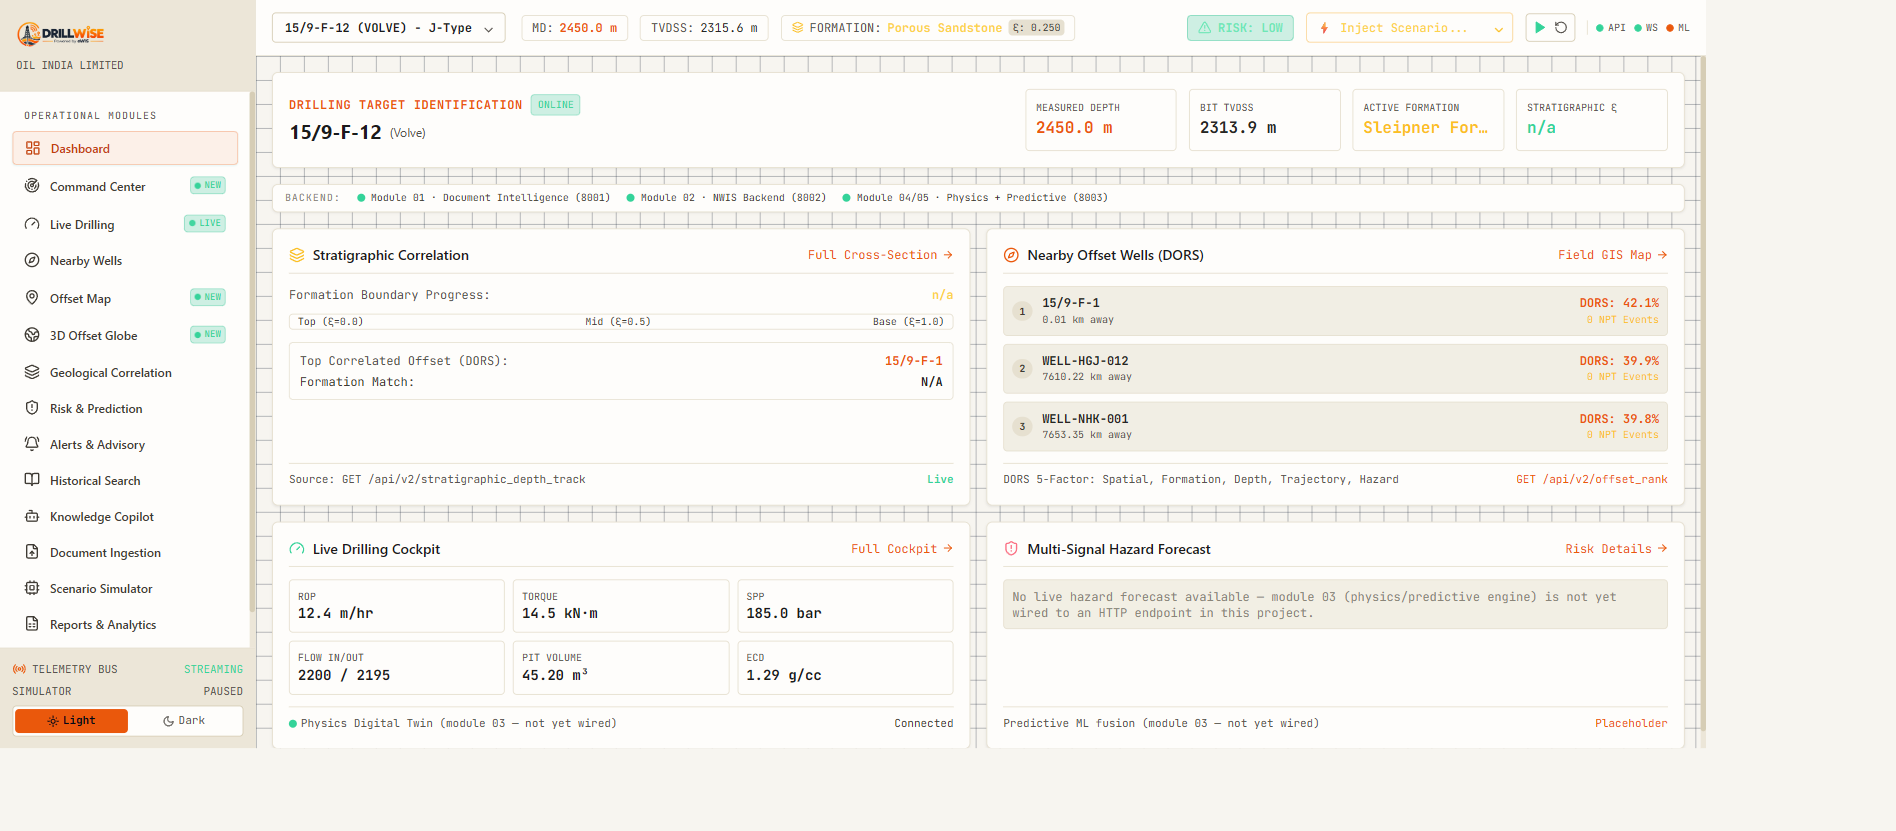 DRILLWISE
Powered by eWIS
OIL INDIA LIMITED
OPERATIONAL MODULES
Dashboard
Command Center NEW
Live Drilling LIVE
Nearby Wells
Offset Map NEW
3D Offset Globe NEW
Geological Correlation
Risk & Prediction
Alerts & Advisory
Historical Search
Knowledge Copilot
Document Ingestion
Scenario Simulator
Reports & Analytics
TELEMETRY BUS STREAMING
SIMULATOR PAUSED
Light Dark
15/9-F-12 (VOLVE) - J-Type MD: 2450.0 m TVDSS: 2315.6 m FORMATION: Porous Sandstone ξ: 0.250 RISK: LOW Inject Scenario... API WS ML
DRILLING TARGET IDENTIFICATION ONLINE
15/9-F-12 (Volve)
MEASURED DEPTH
2450.0 m
BIT TVDSS
2313.9 m
ACTIVE FORMATION
Sleipner For…
STRATIGRAPHIC ξ
n/a
BACKEND: Module 01 · Document Intelligence (8001) Module 02 · NWIS Backend (8002) Module 04/05 · Physics + Predictive (8003)
Stratigraphic Correlation Full Cross-Section →
Formation Boundary Progress: n/a
Top (ξ=0.0) Mid (ξ=0.5) Base (ξ=1.0)
Top Correlated Offset (DORS): 15/9-F-1
Formation Match: N/A
Source: GET /api/v2/stratigraphic_depth_track Live
Nearby Offset Wells (DORS) Field GIS Map →
1 15/9-F-1 DORS: 42.1%
0.01 km away 0 NPT Events
2 WELL-HGJ-012 DORS: 39.9%
7610.22 km away 0 NPT Events
3 WELL-NHK-001 DORS: 39.8%
7653.35 km away 0 NPT Events
DORS 5-Factor: Spatial, Formation, Depth, Trajectory, Hazard GET /api/v2/offset_rank
Live Drilling Cockpit Full Cockpit →
ROP
12.4 m/hr
TORQUE
14.5 kN·m
SPP
185.0 bar
FLOW IN/OUT
2200 / 2195
PIT VOLUME
45.20 m³
ECD
1.29 g/cc
Physics Digital Twin (module 03 — not yet wired) Connected
Multi-Signal Hazard Forecast Risk Details →
No live hazard forecast available — module 03 (physics/predictive engine) is not yet
wired to an HTTP endpoint in this project.
Predictive ML fusion (module 03 — not yet wired) Placeholder